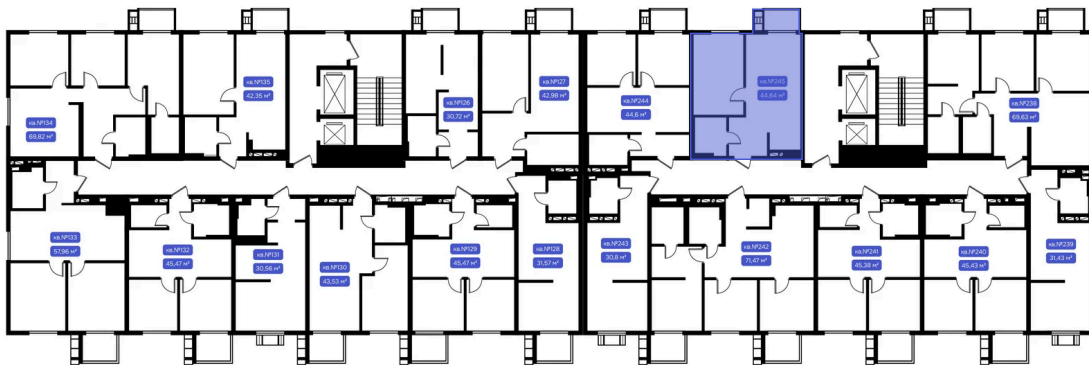 кв.№135
42,35 м²
кв.№126
30,72 м²
кв.№127
42,98 м²
кв.№244
44,6 м²
кв.№245
44,64 м²
кв.№134
69,82 м²
кв.№238
69,63 м²
кв.№133
57,96 м²
кв.№132
45,47 м²
кв.№131
30,56 м²
кв.№130
43,53 м²
кв.№129
45,47 м²
кв.№128
31,57 м²
кв.№243
30,8 м²
кв.№242
71,47 м²
кв.№241
45,38 м²
кв.№240
45,43 м²
кв.№239
31,43 м²